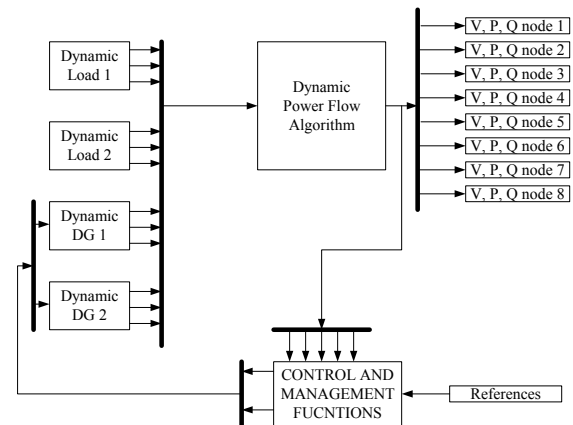 Dynamic
Load 1
Dynamic
Load 2
Dynamic
DG 1
Dynamic
DG 2
Dynamic
Power Flow
Algorithm
V, P, Q node 1
V, P, Q node 2
V, P, Q node 3
V, P, Q node 4
V, P, Q node 5
V, P, Q node 6
V, P, Q node 7
V, P, Q node 8
CONTROL AND
MANAGEMENT
FUCNTIONS
References